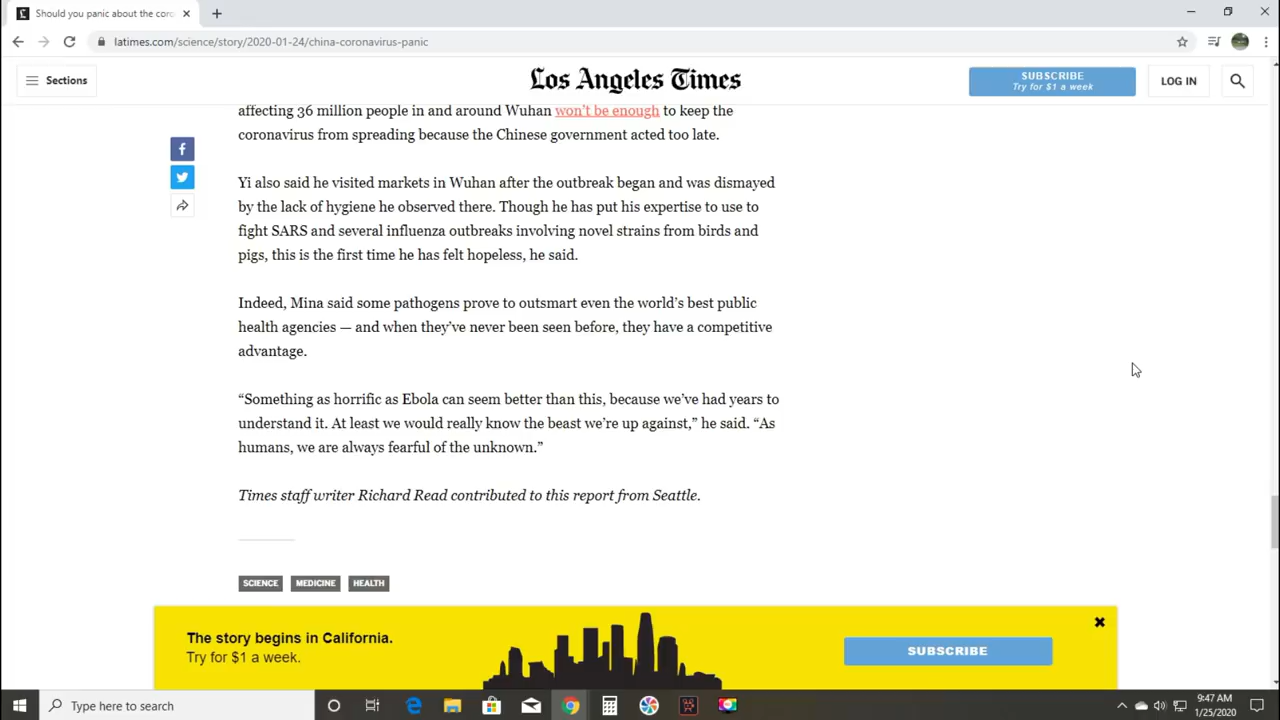 Should you panic about the coro
latimes.com/science/story/2020-01-24/china-coronavirus-panic
Sections
Los Angeles Times
SUBSCRIBE
Try for $1 a week
LOG IN
affecting 36 million people in and around Wuhan won’t be enough to keep the
coronavirus from spreading because the Chinese government acted too late.
Yi also said he visited markets in Wuhan after the outbreak began and was dismayed
by the lack of hygiene he observed there. Though he has put his expertise to use to
fight SARS and several influenza outbreaks involving novel strains from birds and
pigs, this is the first time he has felt hopeless, he said.
Indeed, Mina said some pathogens prove to outsmart even the world’s best public
health agencies — and when they’ve never been seen before, they have a competitive
advantage.
“Something as horrific as Ebola can seem better than this, because we’ve had years to
understand it. At least we would really know the beast we’re up against,” he said. “As
humans, we are always fearful of the unknown.”
Times staff writer Richard Read contributed to this report from Seattle.
SCIENCE MEDICINE HEALTH
The story begins in California.
Try for $1 a week.
SUBSCRIBE
Type here to search
9:47 AM
1/25/2020